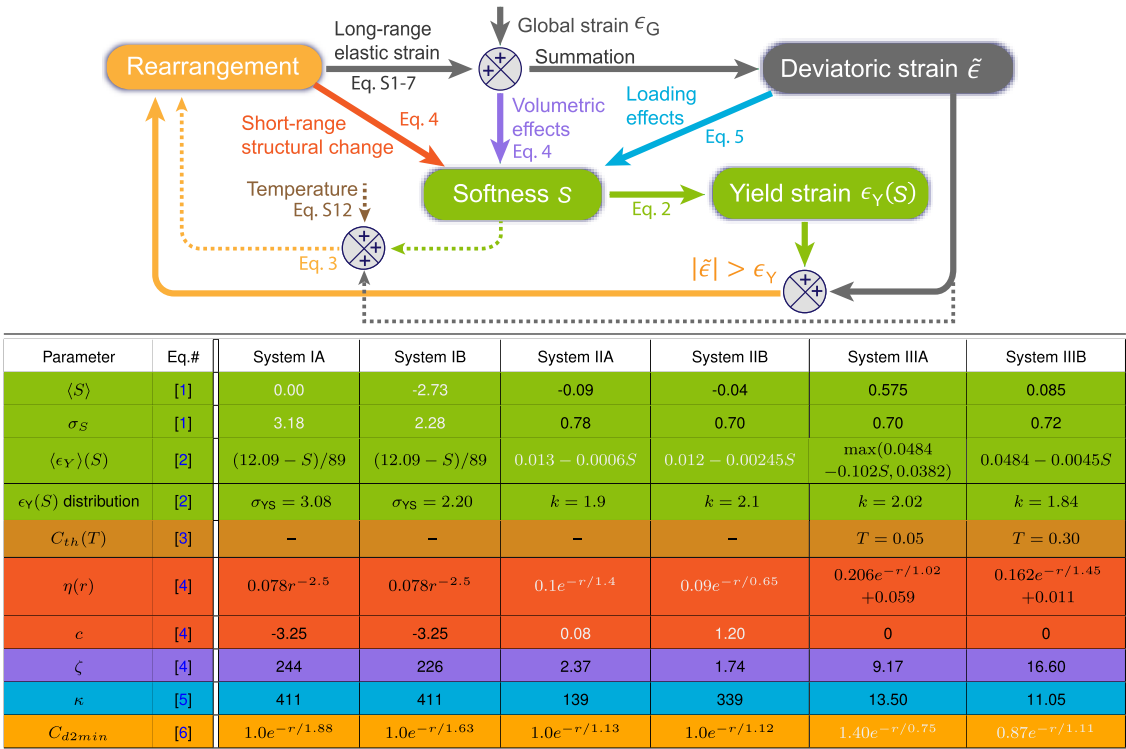 Global strain ϵ_G
Long-range
elastic strain
Eq. S1-7
Summation
Rearrangement
Deviatoric strain ϵ̃
Short-range
structural change
Eq. 4
Volumetric
effects
Eq. 4
Loading
effects
Eq. 5
Temperature
Eq. S12
Softness S
Eq. 2
Yield strain ϵ_Y(S)
Eq. 3
|ϵ̃| > ϵ_Y
Parameter Eq.# System IA System IB System IIA System IIB System IIIA System IIIB
⟨S⟩ [1] 0.00 -2.73 -0.09 -0.04 0.575 0.085
σ_S [1] 3.18 2.28 0.78 0.70 0.70 0.72
⟨ϵ_Y⟩(S) [2] (12.09 − S)/89 (12.09 − S)/89 0.013 − 0.0006S 0.012 − 0.00245S max(0.0484 −0.102S, 0.0382) 0.0484 − 0.0045S
ϵ_Y(S) distribution [2] σ_YS = 3.08 σ_YS = 2.20 k = 1.9 k = 2.1 k = 2.02 k = 1.84
C_th(T) [3] – – – – T = 0.05 T = 0.30
η(r) [4] 0.078r^−2.5 0.078r^−2.5 0.1e^−r/1.4 0.09e^−r/0.65 0.206e^−r/1.02 +0.059 0.162e^−r/1.45 +0.011
c [4] -3.25 -3.25 0.08 1.20 0 0
ζ [4] 244 226 2.37 1.74 9.17 16.60
κ [5] 411 411 139 339 13.50 11.05
C_d2min [6] 1.0e^−r/1.88 1.0e^−r/1.63 1.0e^−r/1.13 1.0e^−r/1.12 1.40e^−r/0.75 0.87e^−r/1.11